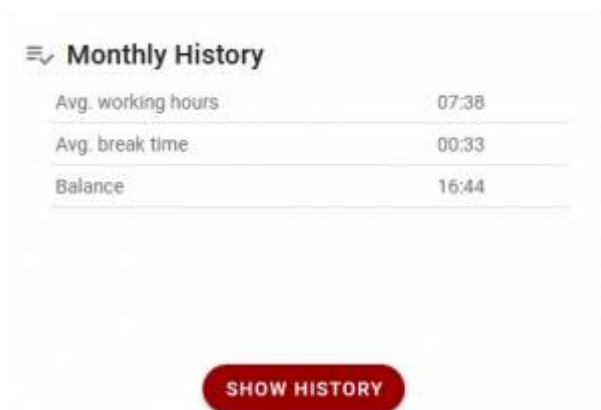 Monthly History
Avg. working hours 07:38
Avg. break time 00:33
Balance 16:44
SHOW HISTORY